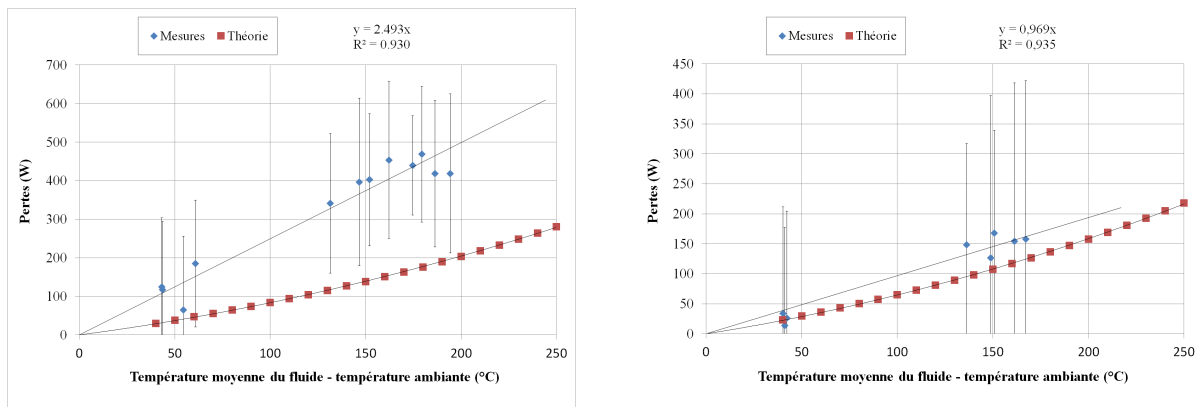 Mesures Théorie
y = 2.493x
R² = 0.930
700
600
500
400
300
200
100
0
0 50 100 150 200 250
Pertes (W)
Température moyenne du fluide - température ambiante (°C)
Mesures Théorie
y = 0,969x
R² = 0,935
450
400
350
300
250
200
150
100
50
0
0 50 100 150 200 250
Pertes (W)
Température moyenne du fluide - température ambiante (°C)